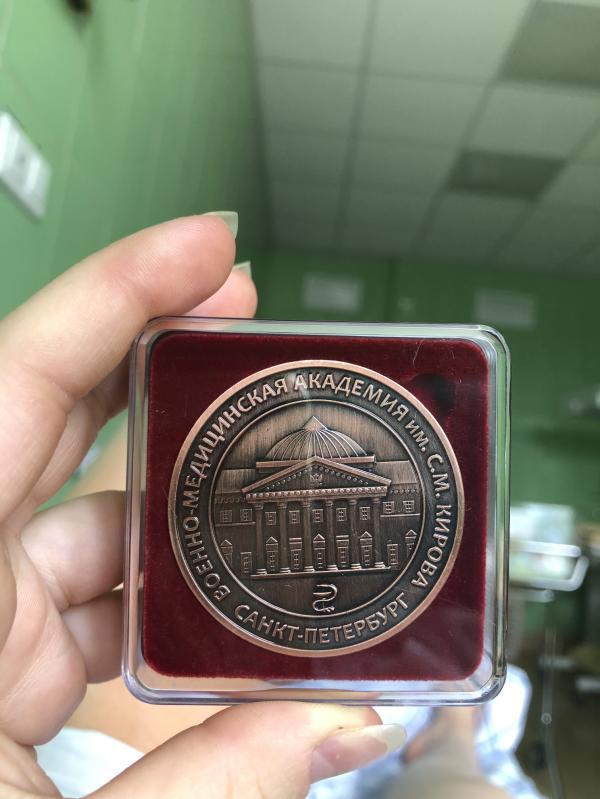 ВОЕННО-МЕДИЦИНСКАЯ АКАДЕМИЯ ИМ. С.М. КИРОВА
САНКТ-ПЕТЕРБУРГ